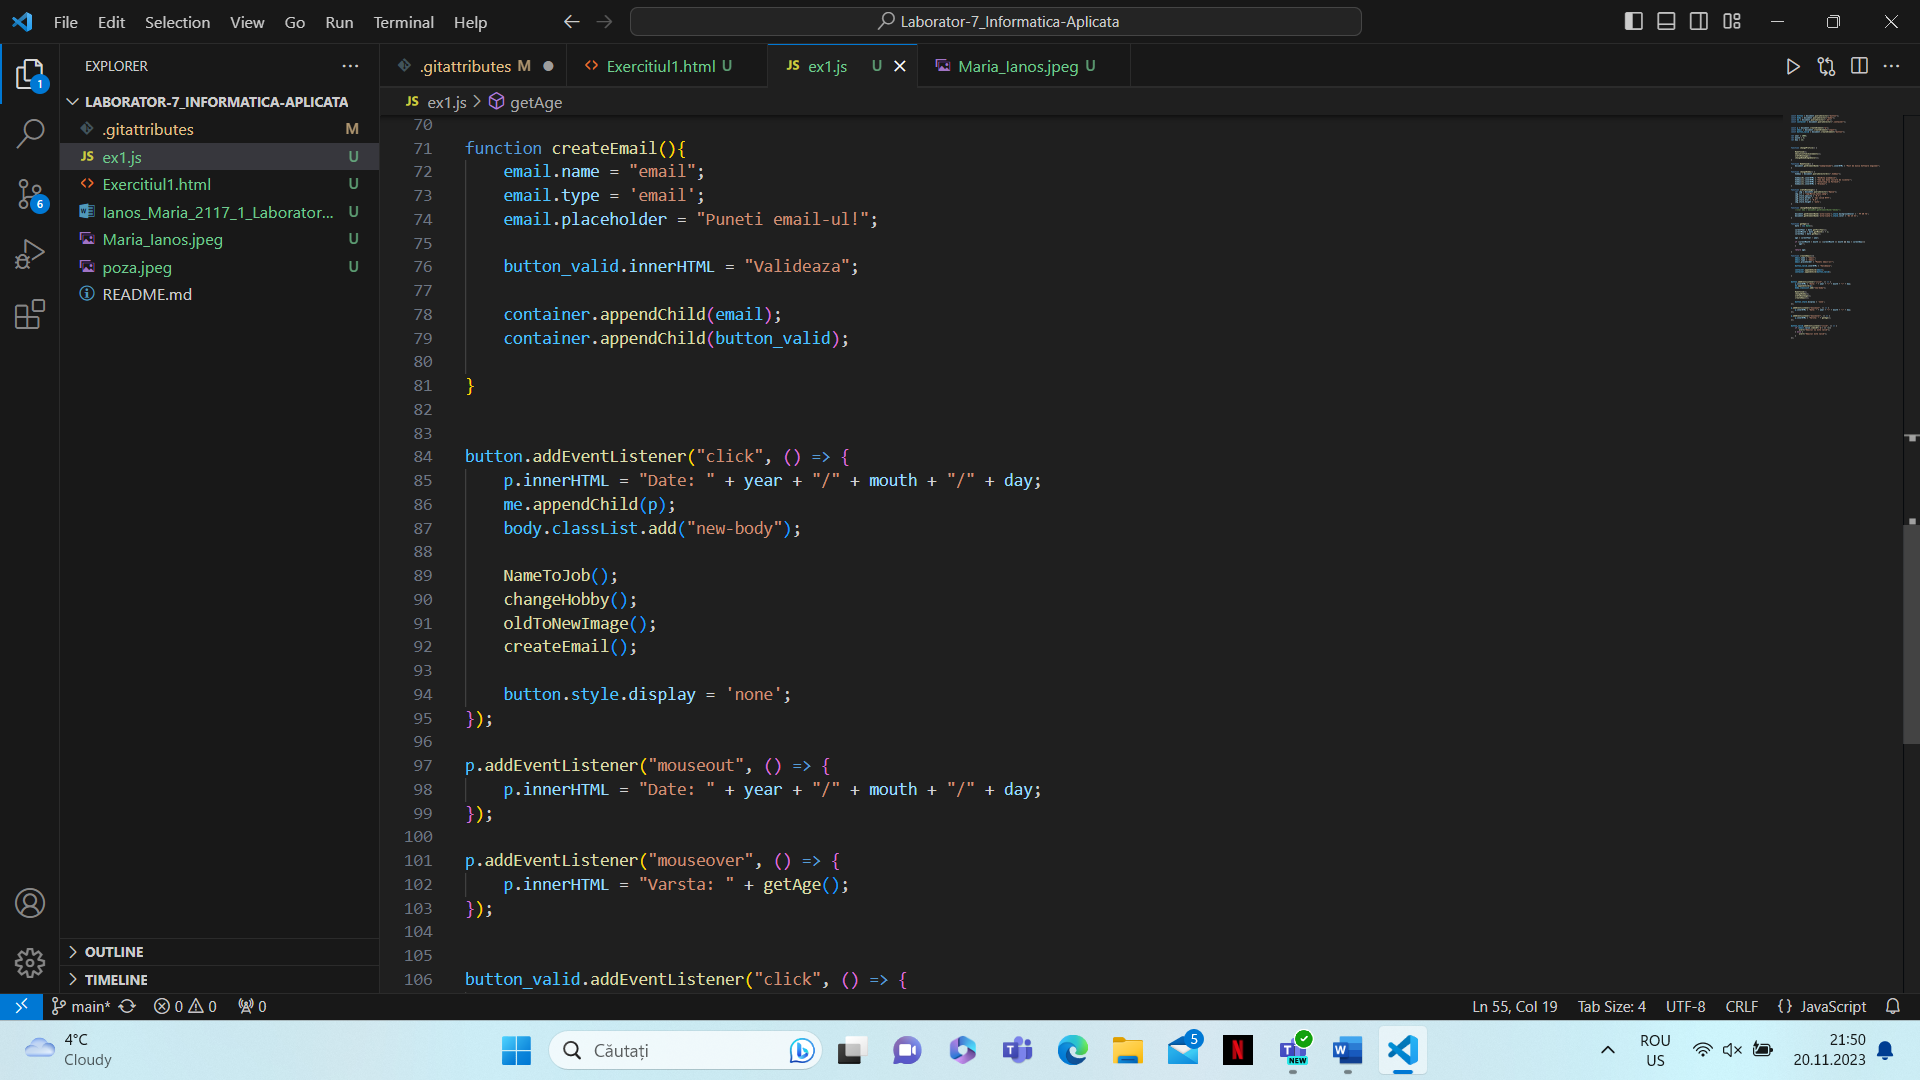 File Edit Selection View Go Run Terminal Help
Laborator-7_Informatica-Aplicata
EXPLORER
LABORATOR-7_INFORMATICA-APLICATA
.gitattributes M
JS ex1.js U
Exercitiul1.html U
Ianos_Maria_2117_1_Laborator... U
Maria_Ianos.jpeg U
poza.jpeg U
README.md
1
6
OUTLINE
TIMELINE
.gitattributes M
Exercitiul1.html U
JS ex1.js U
Maria_Ianos.jpeg U
JS ex1.js > getAge
70
71 function createEmail(){
72 email.name = "email";
73 email.type = 'email';
74 email.placeholder = "Puneti email-ul!";
75
76 button_valid.innerHTML = "Valideaza";
77
78 container.appendChild(email);
79 container.appendChild(button_valid);
80
81 }
82
83
84 button.addEventListener("click", () => {
85 p.innerHTML = "Date: " + year + "/" + mouth + "/" + day;
86 me.appendChild(p);
87 body.classList.add("new-body");
88
89 NameToJob();
90 changeHobby();
91 oldToNewImage();
92 createEmail();
93
94 button.style.display = 'none';
95 });
96
97 p.addEventListener("mouseout", () => {
98 p.innerHTML = "Date: " + year + "/" + mouth + "/" + day;
99 });
100
101 p.addEventListener("mouseover", () => {
102 p.innerHTML = "Varsta: " + getAge();
103 });
104
105
106 button_valid.addEventListener("click", () => {
main* 0 0 0
Ln 55, Col 19 Tab Size: 4 UTF-8 CRLF {} JavaScript
4°C
Cloudy
Căutați
5
N
NEW
W
ROU
US
21:50
20.11.2023